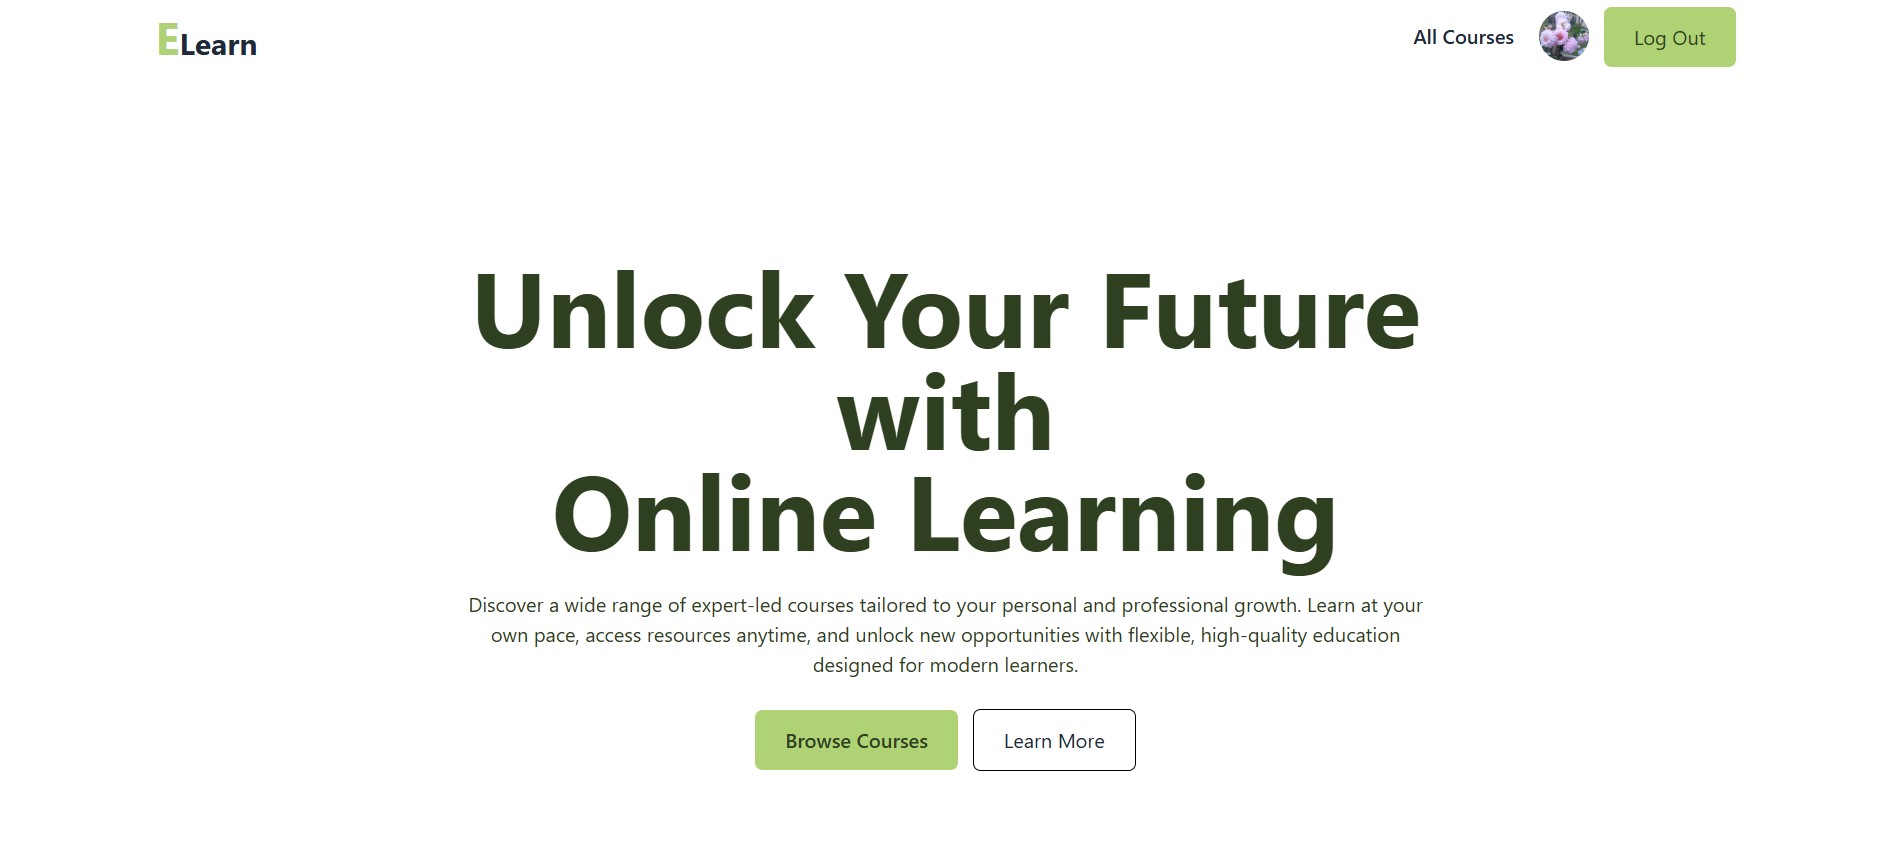 ELearn
All Courses
Log Out
Unlock Your Future
with
Online Learning
Discover a wide range of expert-led courses tailored to your personal and professional growth. Learn at your
own pace, access resources anytime, and unlock new opportunities with flexible, high-quality education
designed for modern learners.
Browse Courses
Learn More